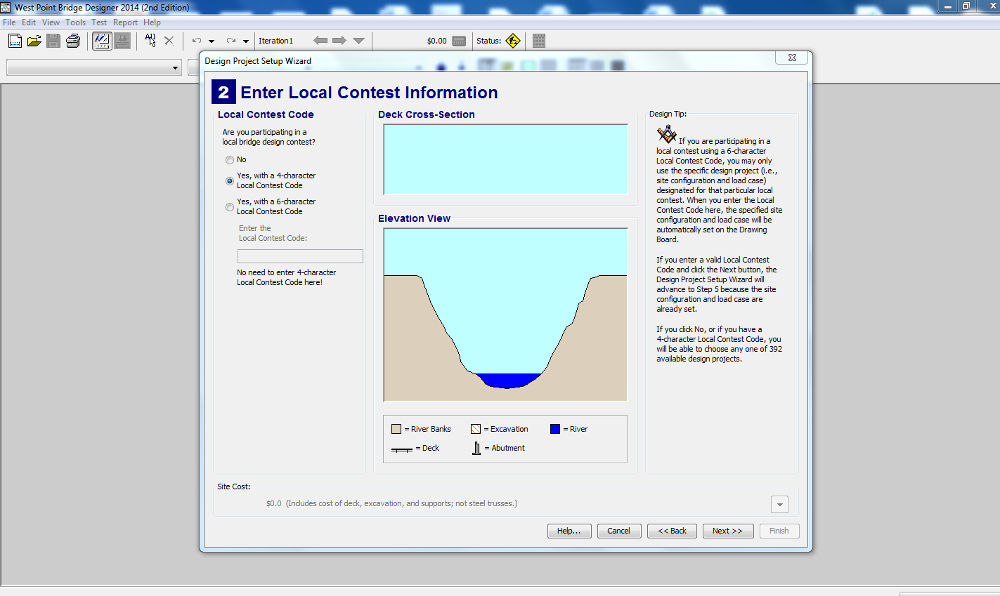 West Point Bridge Designer 2014 (2nd Edition)
File Edit View Tools Test Report Help
Iteration1
$0.00
Status:
Design Project Setup Wizard
2 Enter Local Contest Information
Local Contest Code
Are you participating in a
local bridge design contest?
No
Yes, with a 4-character
Local Contest Code
Yes, with a 6-character
Local Contest Code
Enter the
Local Contest Code:
No need to enter 4-character
Local Contest Code here!
Deck Cross-Section
Elevation View
= River Banks
= Excavation
= River
= Deck
= Abutment
Design Tip:
If you are participating in a
local contest using a 6-character
Local Contest Code, you may only
use the specific design project (i.e.,
site configuration and load case)
designated for that particular local
contest. When you enter the Local
Contest Code here, the specified site
configuration and load case will be
automatically set on the Drawing
Board.
If you enter a valid Local Contest
Code and click the Next button, the
Design Project Setup Wizard will
advance to Step 5 because the site
configuration and load case are
already set.
If you click No, or if you have a
4-character Local Contest Code, you
will be able to choose any one of 392
available design projects.
Site Cost:
$0.0 (Includes cost of deck, excavation, and supports; not steel trusses.)
Help...
Cancel
<< Back
Next >>
Finish